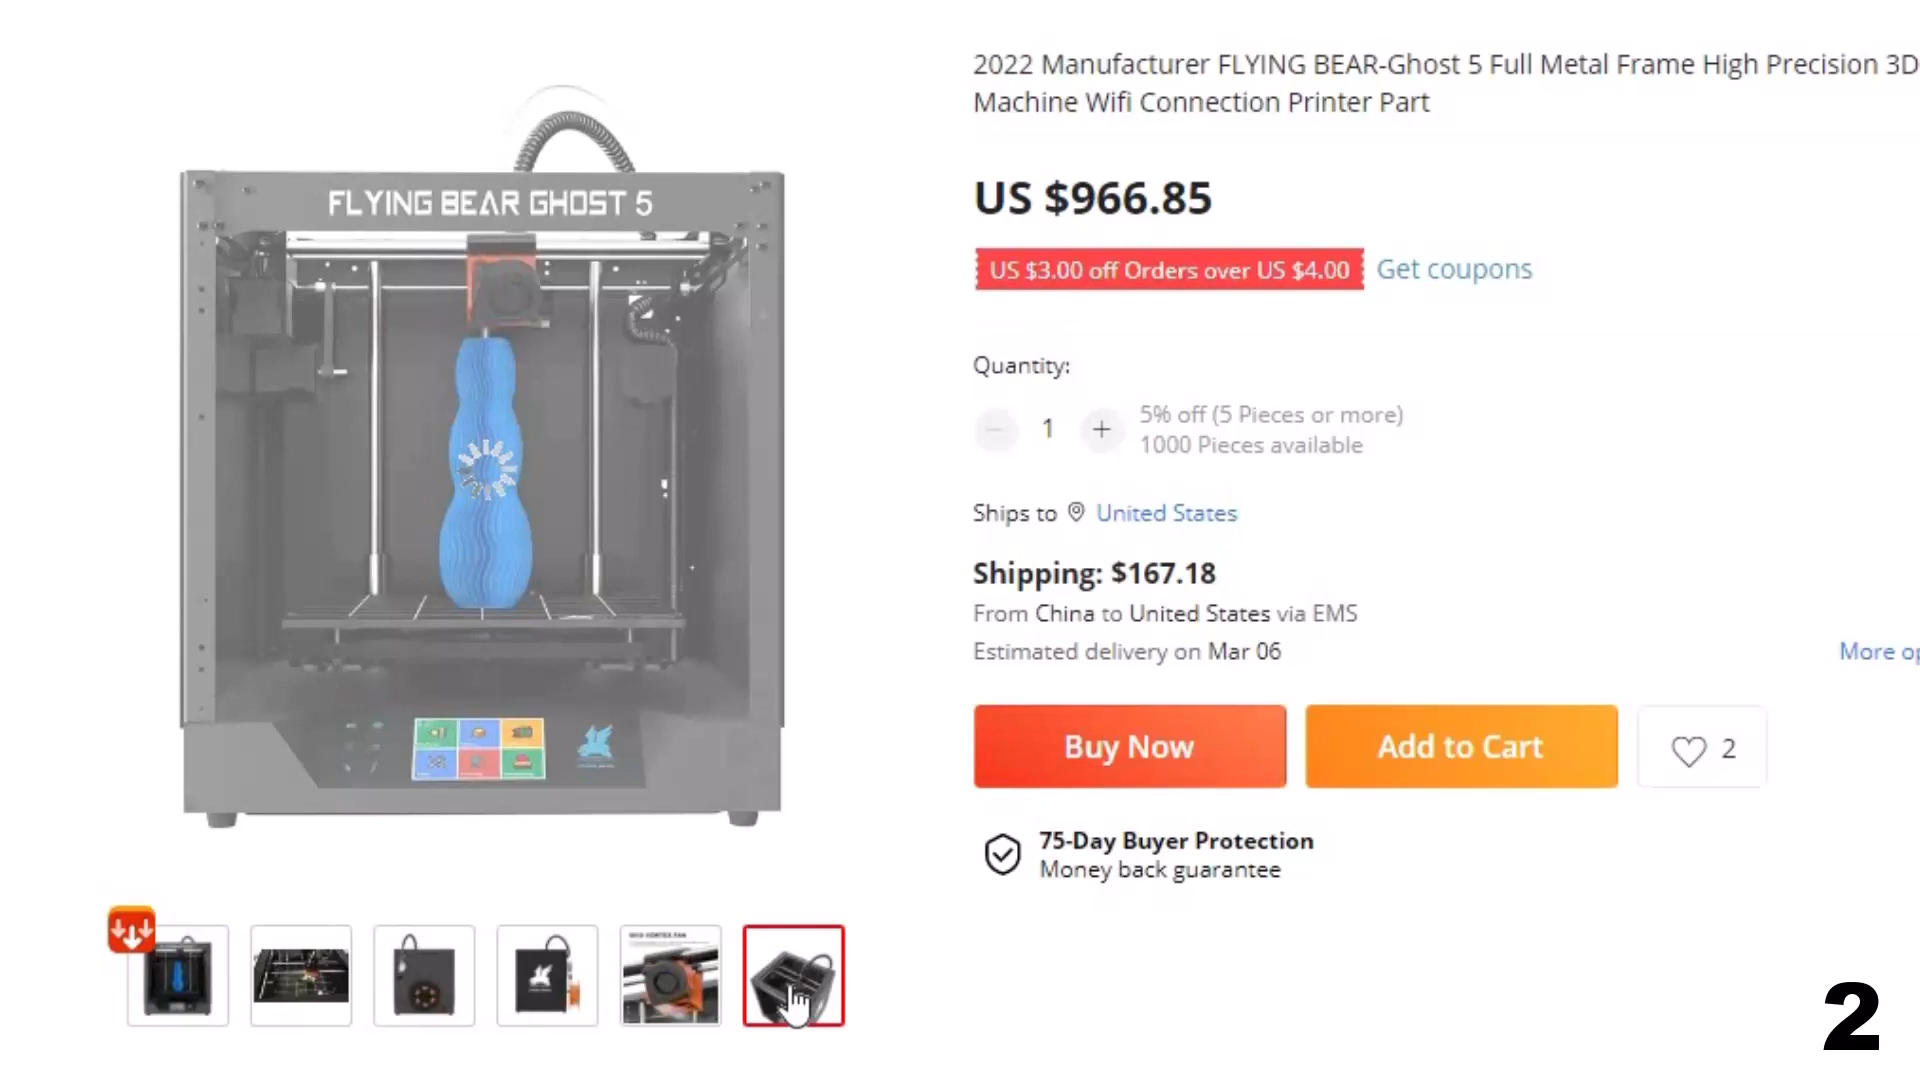 2022 Manufacturer FLYING BEAR-Ghost 5 Full Metal Frame High Precision 3D
Machine Wifi Connection Printer Part
FLYING BEAR GHOST 5
US $966.85
US $3.00 off Orders over US $4.00 Get coupons
Quantity:
1
5% off (5 Pieces or more)
1000 Pieces available
Ships to United States
Shipping: $167.18
From China to United States via EMS
Estimated delivery on Mar 06
More op
Buy Now
Add to Cart
2
75-Day Buyer Protection
Money back guarantee
2